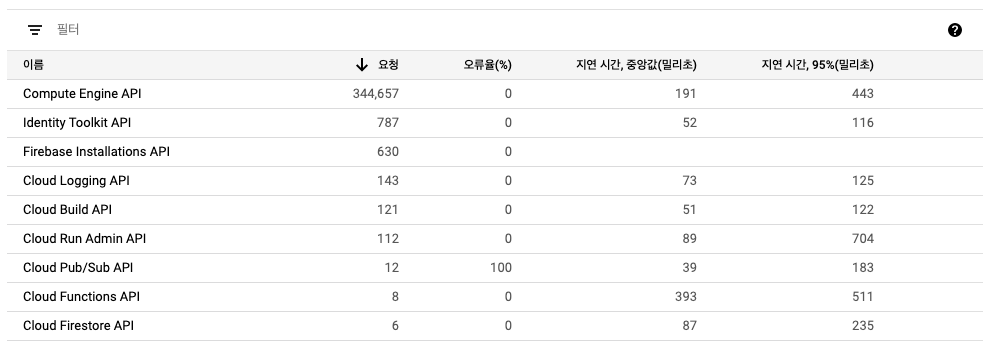 필터
이름 요청 오류율(%) 지연 시간, 중앙값(밀리초) 지연 시간, 95%(밀리초)
Compute Engine API 344,657 0 191 443
Identity Toolkit API 787 0 52 116
Firebase Installations API 630 0
Cloud Logging API 143 0 73 125
Cloud Build API 121 0 51 122
Cloud Run Admin API 112 0 89 704
Cloud Pub/Sub API 12 100 39 183
Cloud Functions API 8 0 393 511
Cloud Firestore API 6 0 87 235